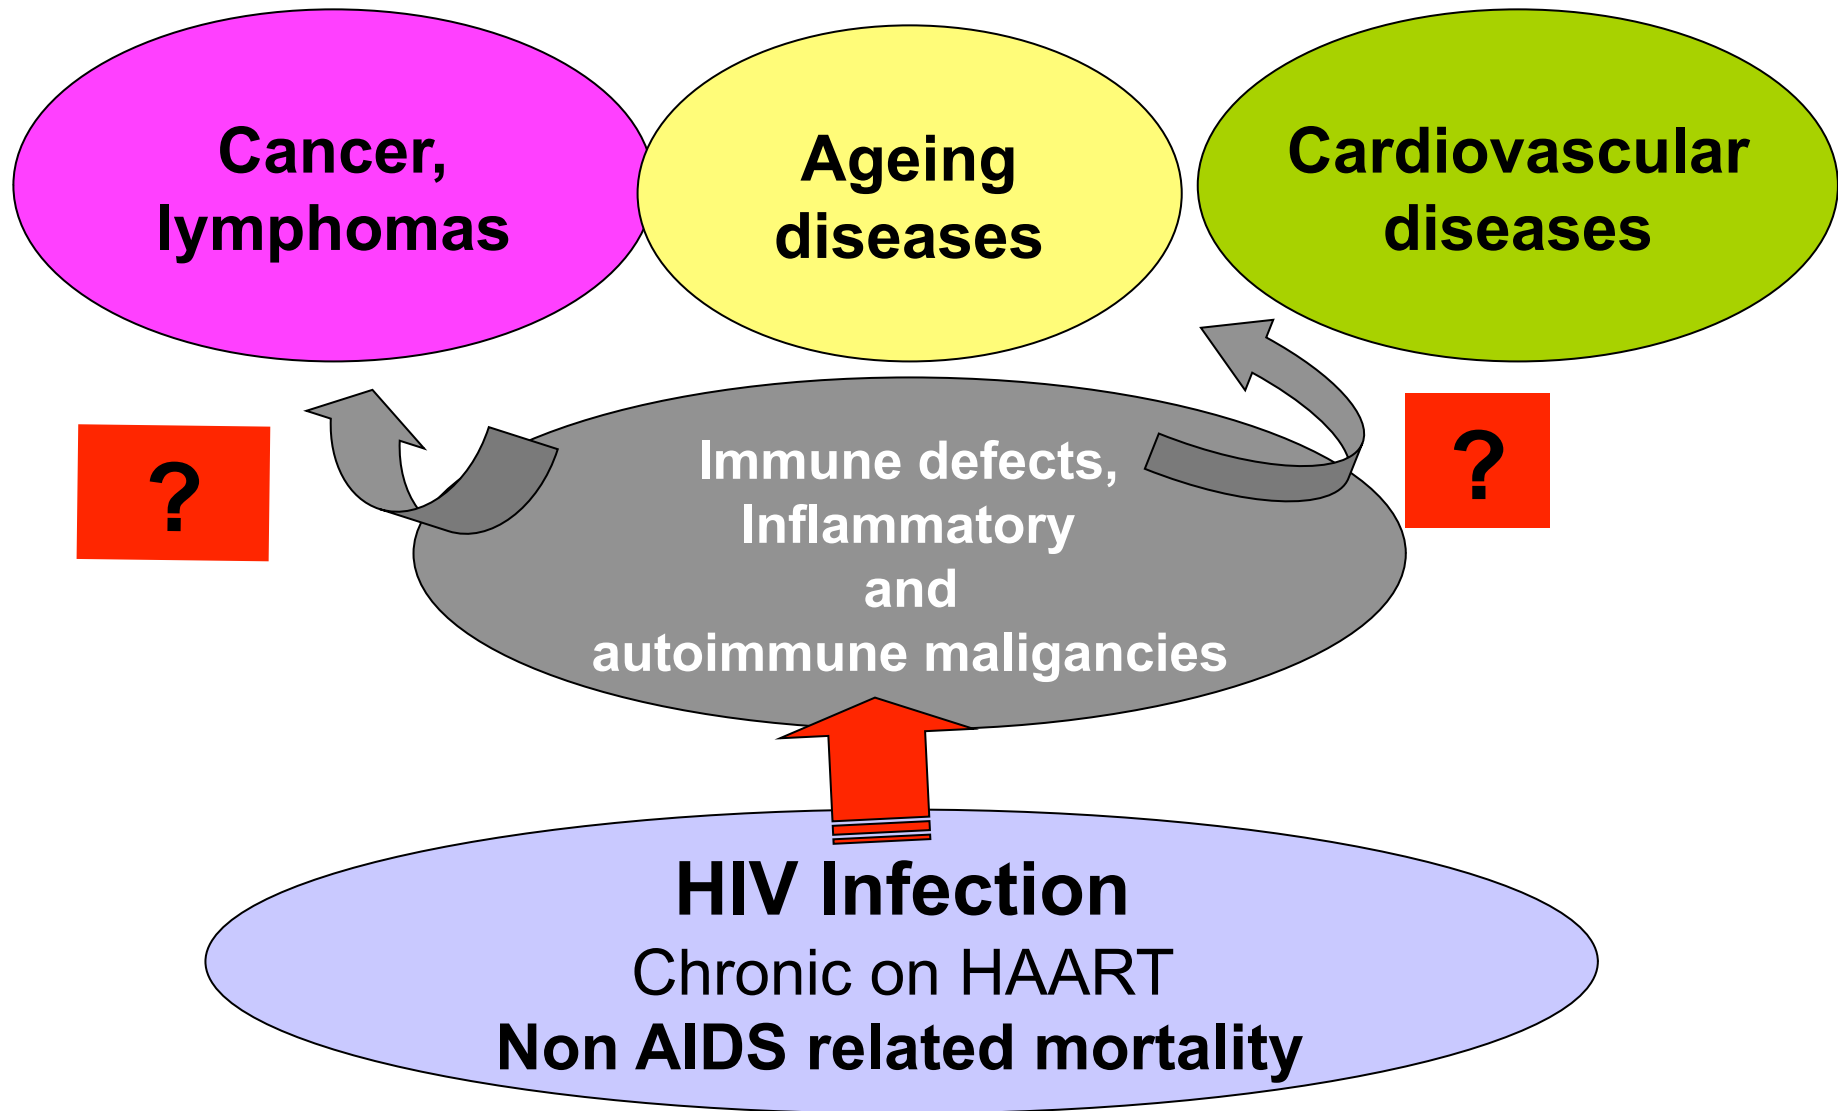 Cancer,
lymphomas
Ageing
diseases
Cardiovascular
diseases
?
?
Immune defects,
Inflammatory
and
autoimmune maligancies
HIV Infection
Chronic on HAART
Non AIDS related mortality